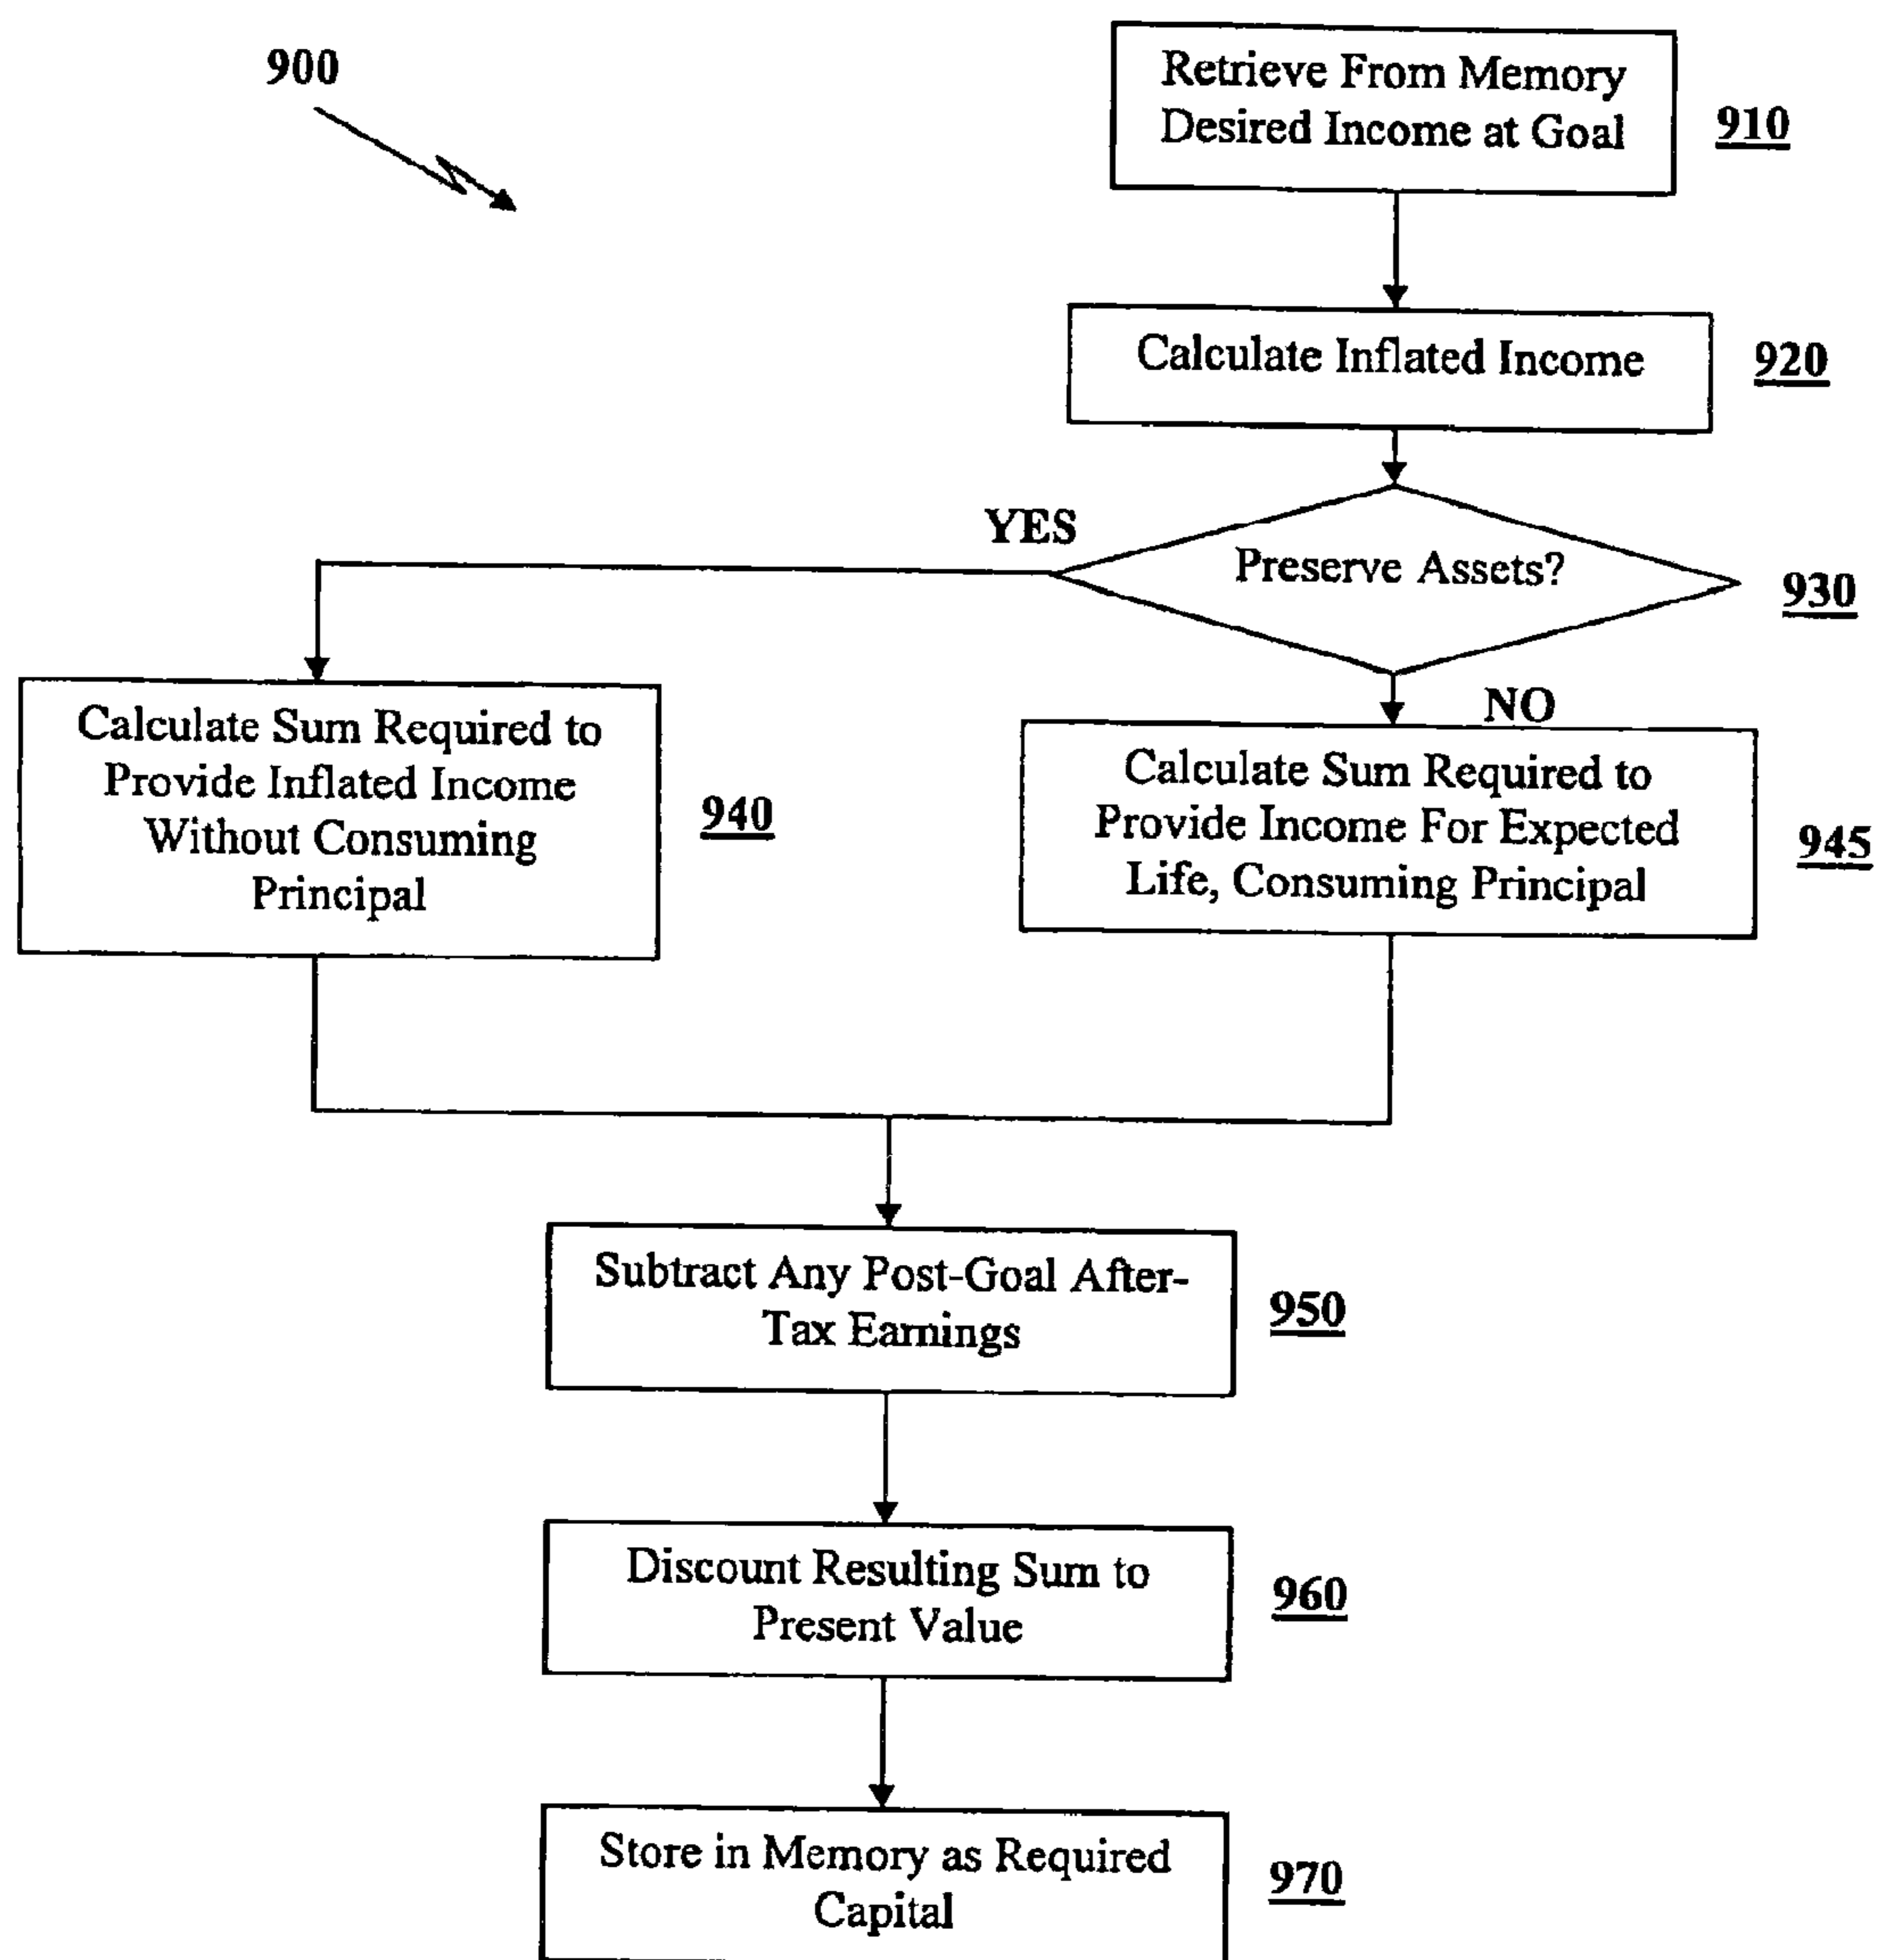 900
Retrieve From Memory
Desired Income at Goal
910
Calculate Inflated Income
920
YES
Preserve Assets?
930
NO
Calculate Sum Required to
Provide Inflated Income
Without Consuming
Principal
940
Calculate Sum Required to
Provide Income For Expected
Life, Consuming Principal
945
Subtract Any Post-Goal After-
Tax Earnings
950
Discount Resulting Sum to
Present Value
960
Store in Memory as Required
Capital
970